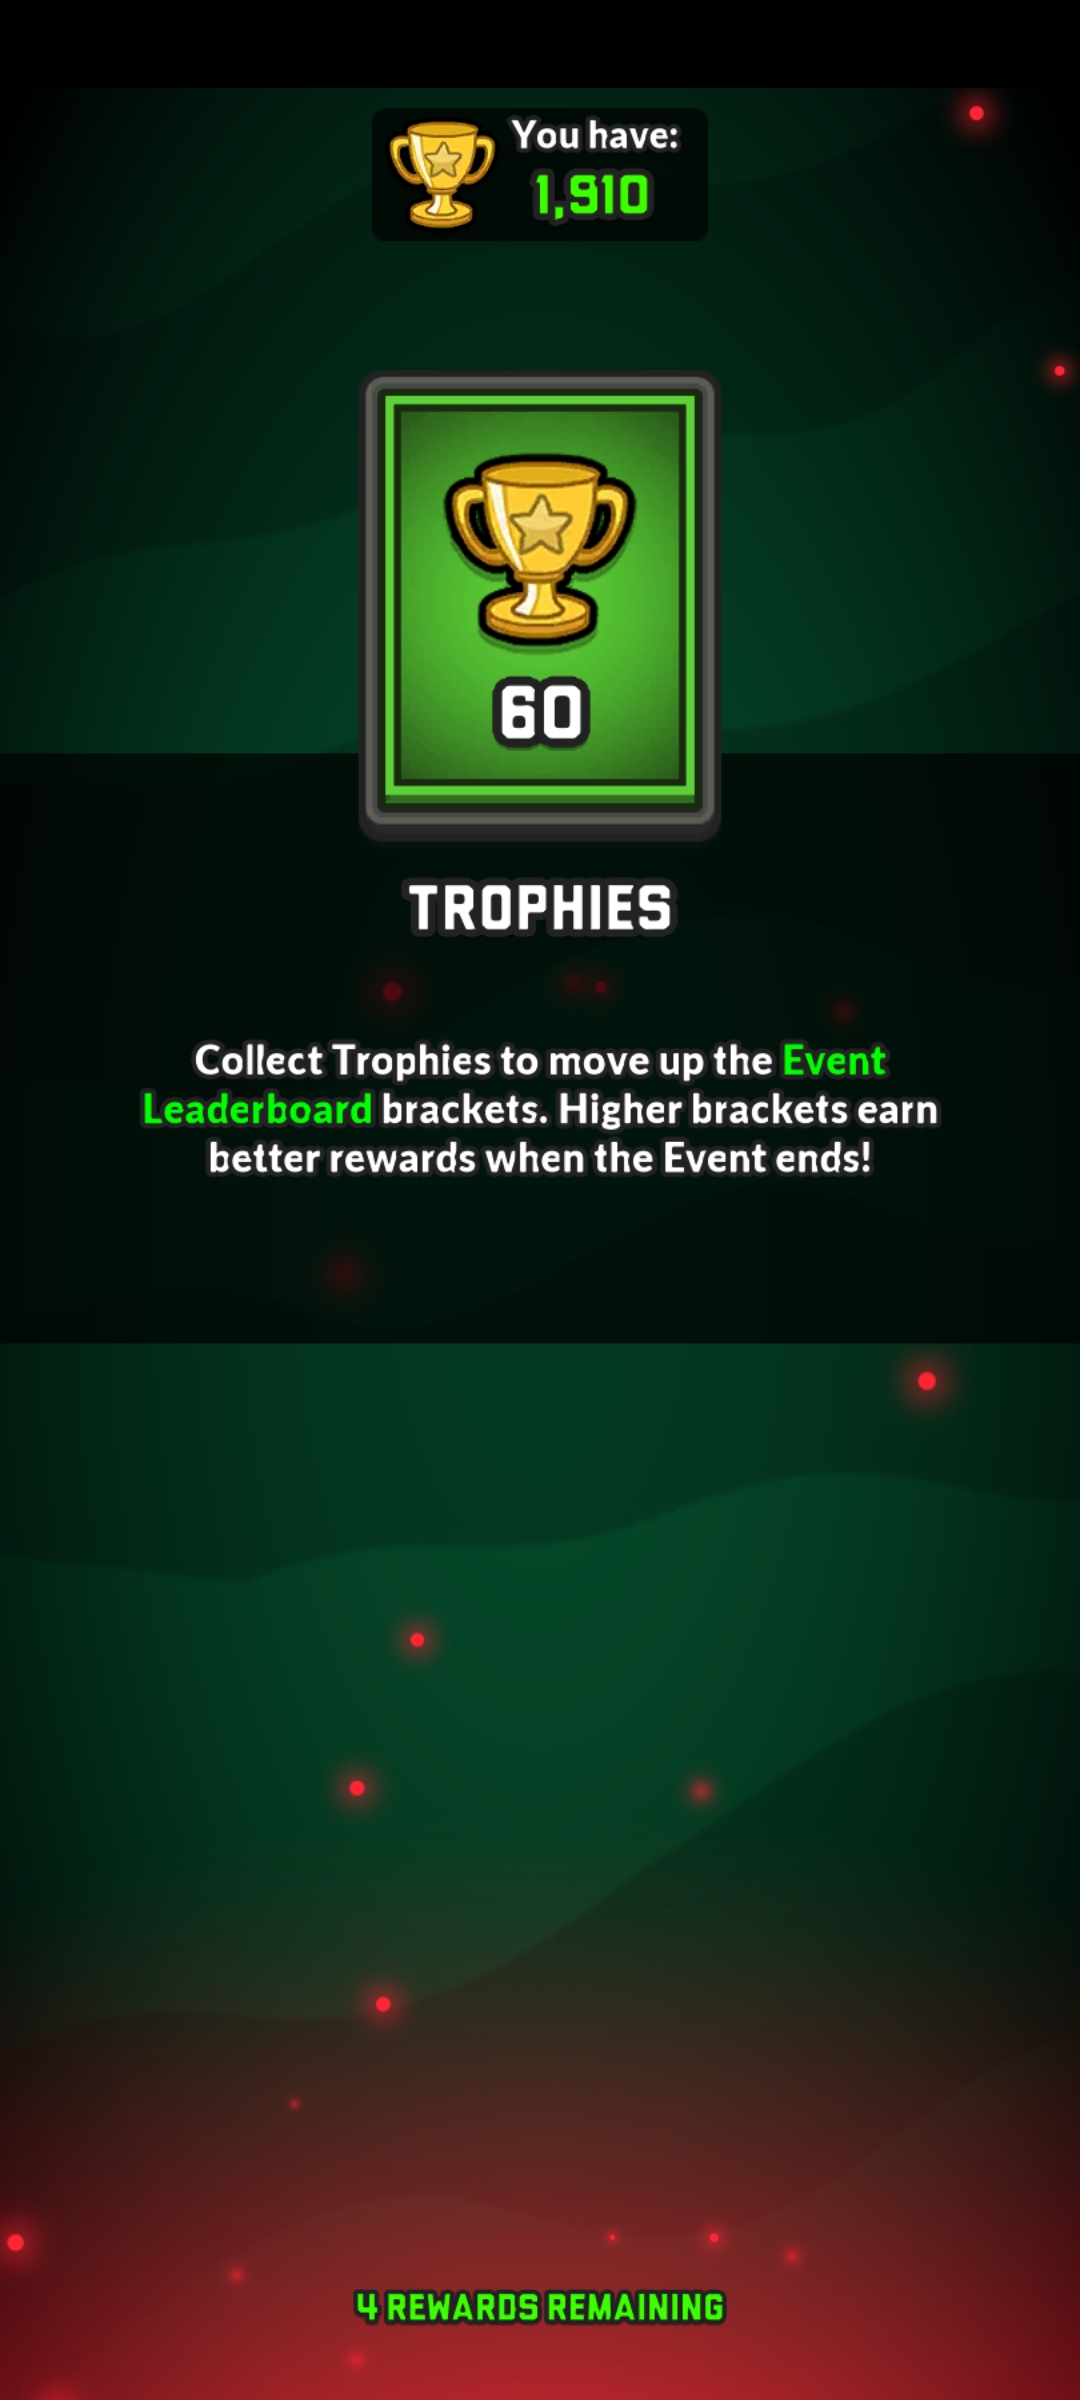 You have:
1,910
60
TROPHIES
Collect Trophies to move up the Event
Leaderboard brackets. Higher brackets earn
better rewards when the Event ends!
4 REWARDS REMAINING